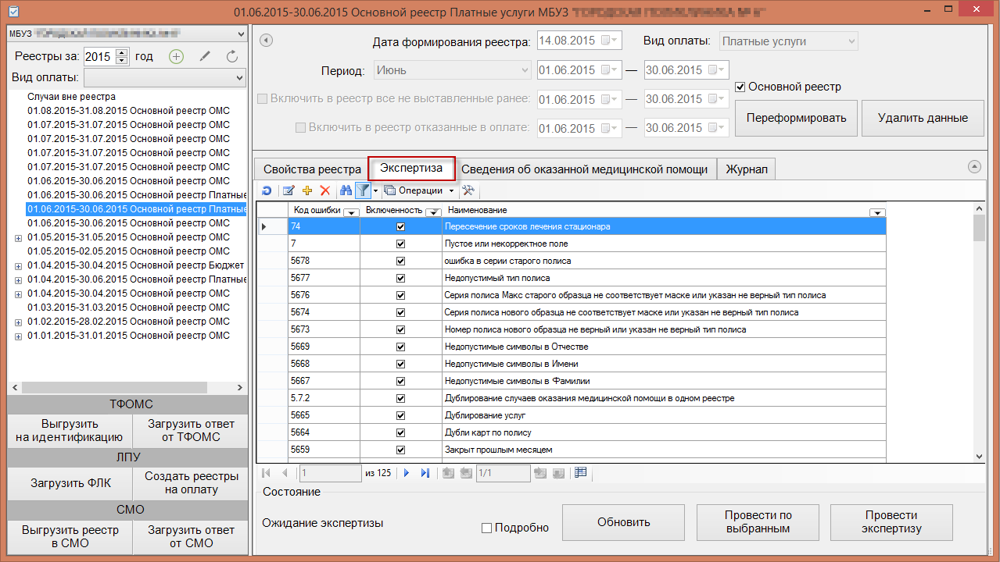 01.06.2015-30.06.2015 Основной реестр Платные услуги МБУЗ
МБУЗ
Реестры за: 2015 год
Вид оплаты:
Случаи вне реестра
01.08.2015-31.08.2015 Основной реестр ОМС
01.07.2015-31.07.2015 Основной реестр ОМС
01.07.2015-31.07.2015 Основной реестр ОМС
01.07.2015-31.07.2015 Основной реестр ОМС
01.07.2015-31.07.2015 Основной реестр ОМС
01.06.2015-30.06.2015 Основной реестр ОМС
01.06.2015-30.06.2015 Основной реестр Платные
01.06.2015-30.06.2015 Основной реестр Платные
01.06.2015-30.06.2015 Основной реестр ОМС
01.05.2015-31.05.2015 Основной реестр ОМС
01.05.2015-02.05.2015 Основной реестр ОМС
01.04.2015-30.04.2015 Основной реестр Бюджет
01.04.2015-30.06.2015 Основной реестр Платные
01.04.2015-30.04.2015 Основной реестр ОМС
01.03.2015-31.03.2015 Основной реестр ОМС
01.02.2015-28.02.2015 Основной реестр ОМС
01.01.2015-31.01.2015 Основной реестр ОМС
ТФОМС
Выгрузить
на идентификацию
Загрузить ответ
от ТФОМС
ЛПУ
Загрузить ФЛК
Создать реестры
на оплату
СМО
Выгрузить реестр
в СМО
Загрузить ответ
от СМО
Дата формирования реестра: 14.08.2015 Вид оплаты: Платные услуги
Период: Июнь 01.06.2015 — 30.06.2015
Основной реестр
Включить в реестр все не выставленные ранее: 01.06.2015 — 30.06.2015
Включить в реестр отказанные в оплате: 01.06.2015 — 30.06.2015
Переформировать
Удалить данные
Свойства реестра Экспертиза Сведения об оказанной медицинской помощи Журнал
Операции
Код ошибки Включенность Наименование
74 Пересечение сроков лечения стационара
7 Пустое или некорректное поле
5678 ошибка в серии старого полиса
5677 Недопустимый тип полиса
5676 Серия полиса Макс старого образца не соответствует маске или указан не верный тип полиса
5674 Серия полиса нового образца не соответствует маске или указан не верный тип полиса
5673 Номер полиса нового образца не верный или указан не верный тип полиса
5669 Недопустимые символы в Отчестве
5668 Недопустимые символы в Имени
5667 Недопустимые символы в Фамилии
5.7.2 Дублирование случаев оказания медицинской помощи в одном реестре
5665 Дублирование услуг
5664 Дубли карт по полису
5659 Закрыт прошлым месяцем
1 из 125 1/1
Состояние
Ожидание экспертизы
Подробно
Обновить
Провести по
выбранным
Провести
экспертизу